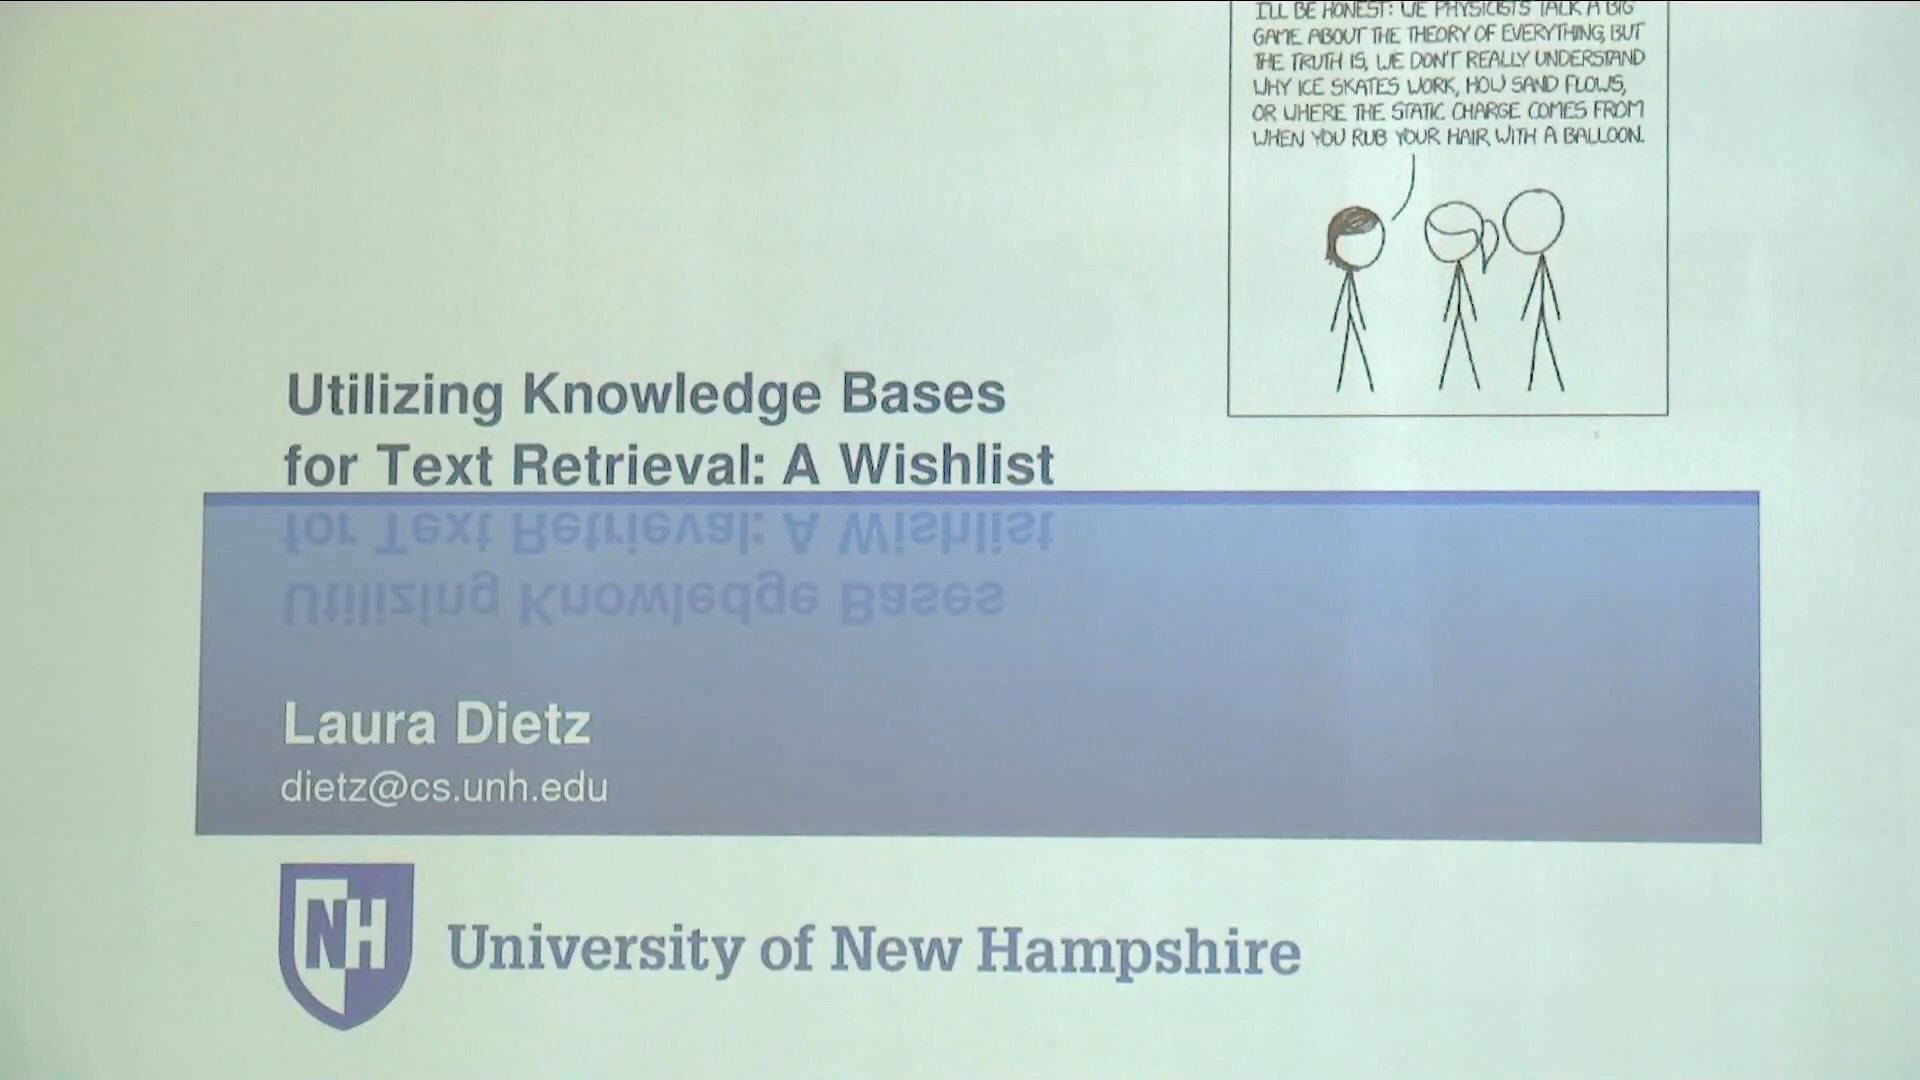 I'LL BE HONEST: WE PHYSICISTS TALK A BIG
GAME ABOUT THE THEORY OF EVERYTHING, BUT
THE TRUTH IS, WE DON'T REALLY UNDERSTAND
WHY ICE SKATES WORK, HOW SAND FLOWS,
OR WHERE THE STATIC CHARGE COMES FROM
WHEN YOU RUB YOUR HAIR WITH A BALLOON.
Utilizing Knowledge Bases
for Text Retrieval: A Wishlist
for Text Retrieval: A Wishlist
Utilizing Knowledge Bases
Laura Dietz
dietz@cs.unh.edu
NH
University of New Hampshire